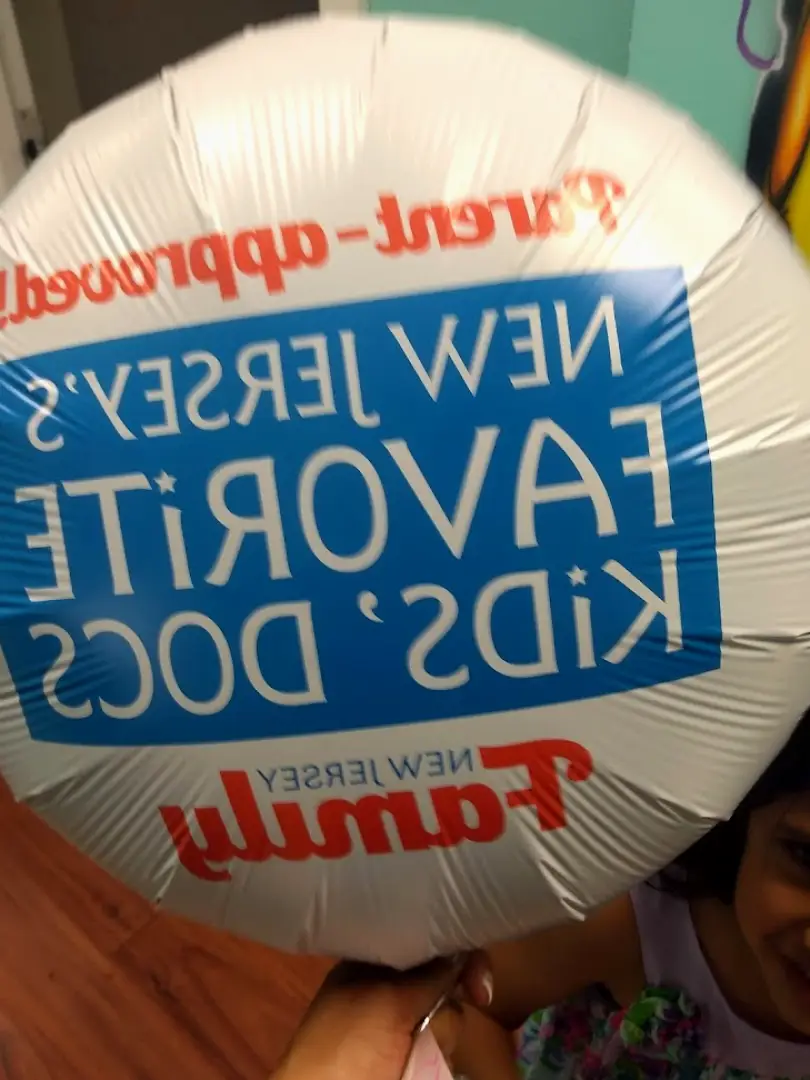 Parent-approved!
NEW JERSEY'S
FAVORiTE
KiDS' DOCS
NEW JERSEY
Family